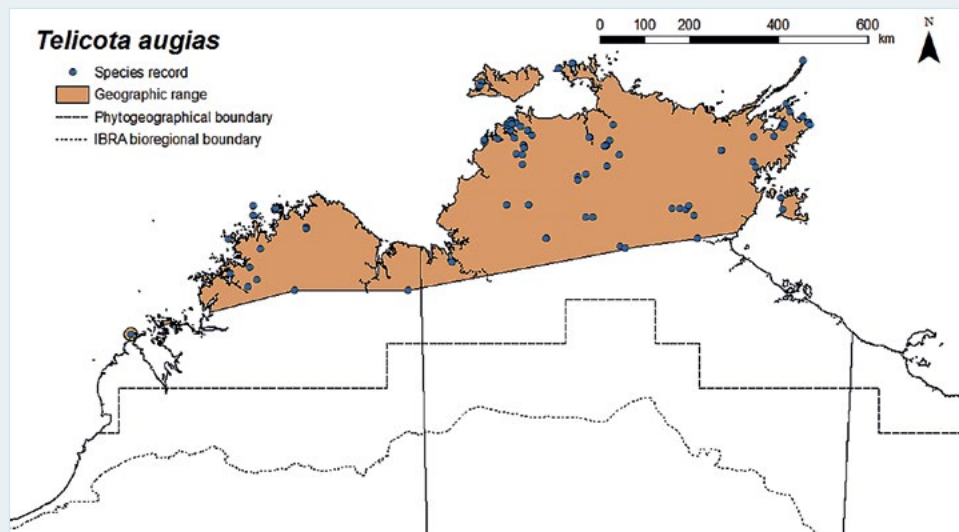 Telicota augias
Species record
Geographic range
Phytogeographical boundary
IBRA bioregional boundary
0 100 200 400 600
km
N